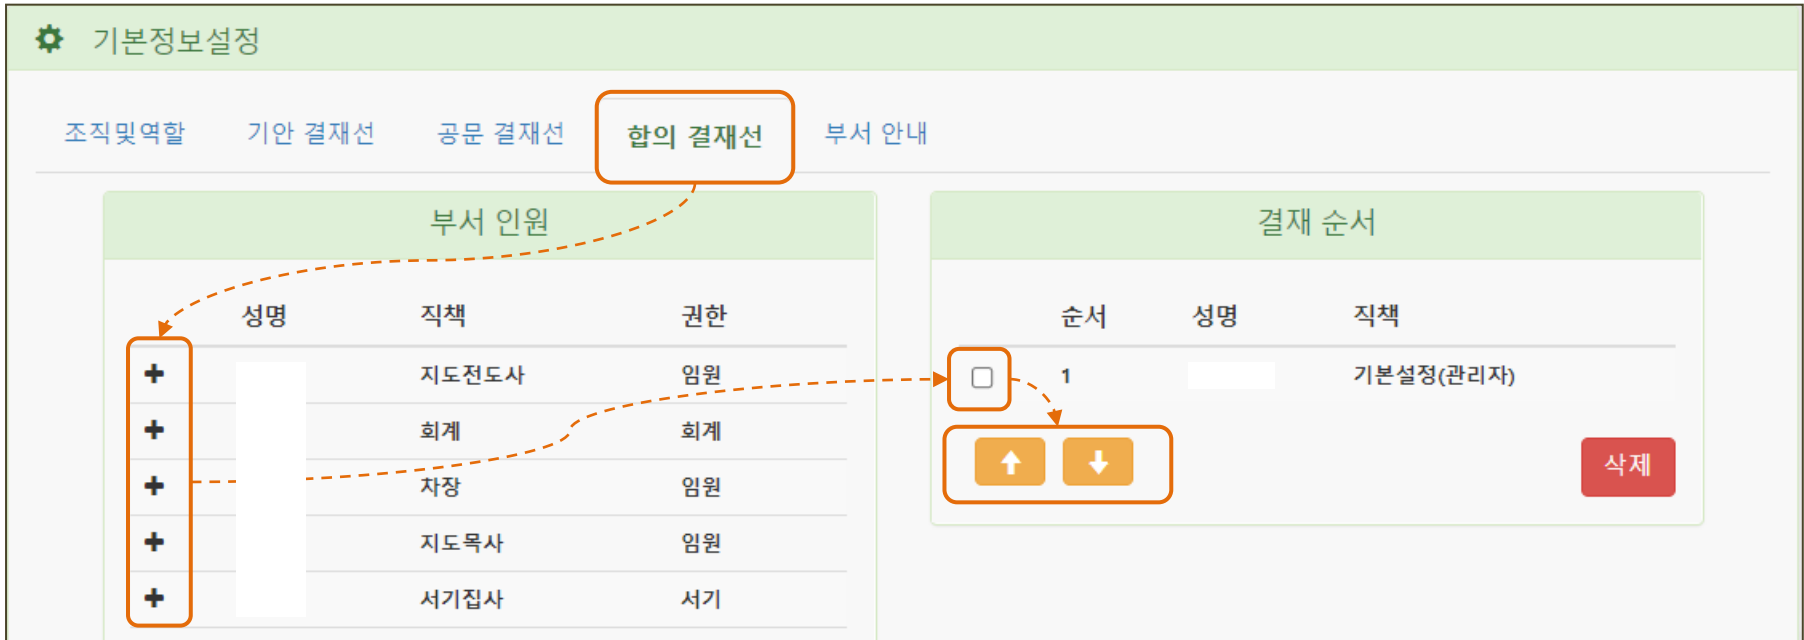 기본정보설정
조직및역할 기안 결재선 공문 결재선 합의 결재선 부서 안내
부서 인원
성명 직책 권한
지도전도사 임원
회계 회계
차장 임원
지도목사 임원
서기집사 서기
결재 순서
순서 성명 직책
1 기본설정(관리자)
삭제